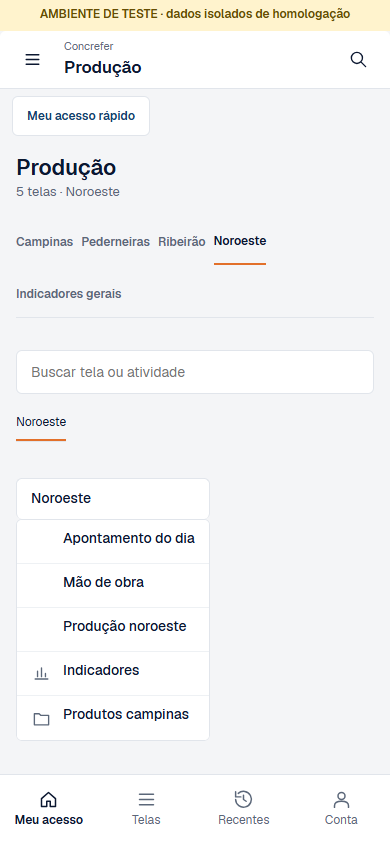 AMBIENTE DE TESTE · dados isolados de homologação
Concrefer
Produção
Meu acesso rápido
Produção
5 telas · Noroeste
Campinas Pederneiras Ribeirão Noroeste
Indicadores gerais
Buscar tela ou atividade
Noroeste
Noroeste
Apontamento do dia
Mão de obra
Produção noroeste
Indicadores
Produtos campinas
Meu acesso Telas Recentes Conta